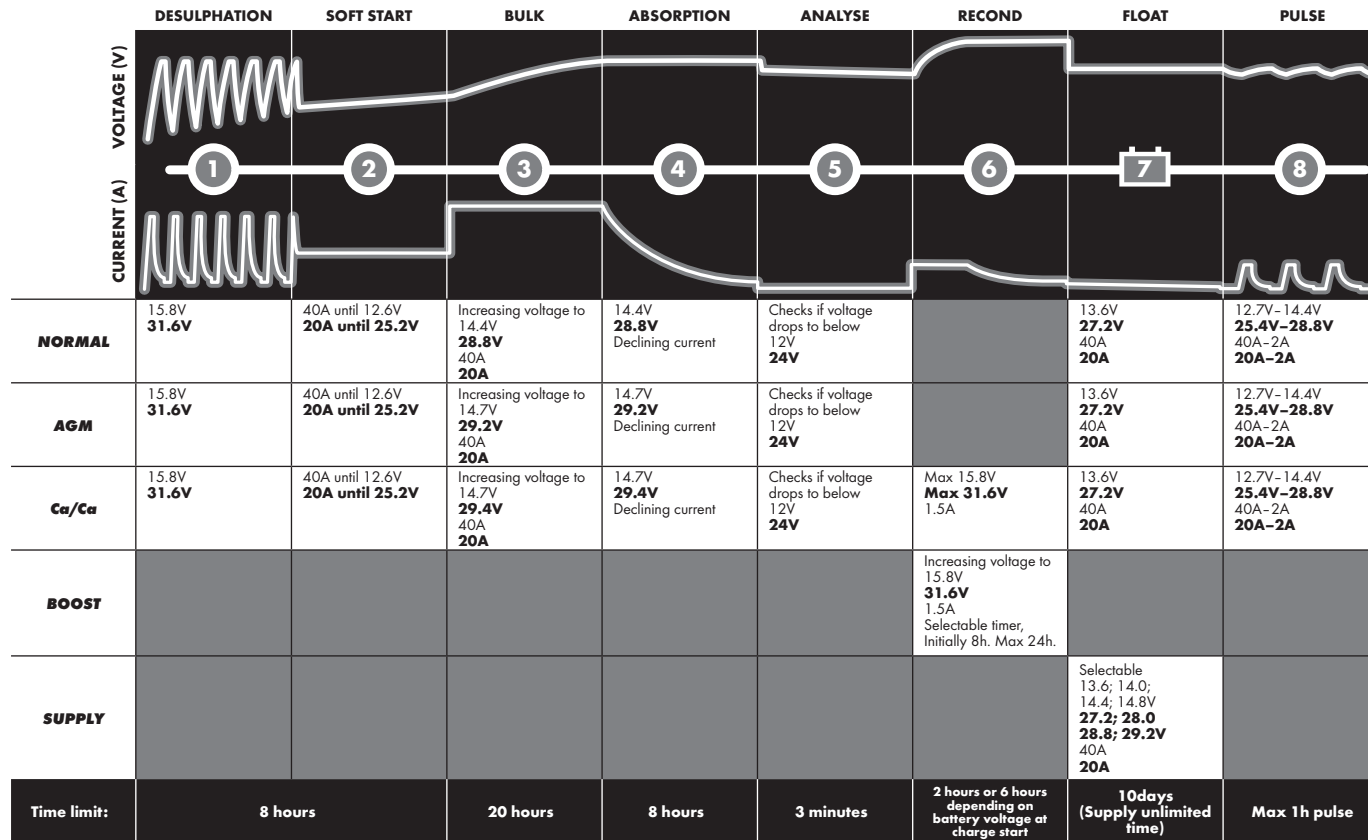 DESULPHATION SOFT START BULK ABSORPTION ANALYSE RECOND FLOAT PULSE
VOLTAGE (V)
1 2 3 4 5 6 7 8
CURRENT (A)
NORMAL
15.8V
31.6V
40A until 12.6V
20A until 25.2V
Increasing voltage to
14.4V
28.8V
40A
20A
14.4V
28.8V
Declining current
Checks if voltage
drops to below
12V
24V
13.6V
27.2V
40A
20A
12.7V–14.4V
25.4V–28.8V
40A–2A
20A–2A
AGM
15.8V
31.6V
40A until 12.6V
20A until 25.2V
Increasing voltage to
14.7V
29.2V
40A
20A
14.7V
29.2V
Declining current
Checks if voltage
drops to below
12V
24V
13.6V
27.2V
40A
20A
12.7V–14.4V
25.4V–28.8V
40A–2A
20A–2A
Ca/Ca
15.8V
31.6V
40A until 12.6V
20A until 25.2V
Increasing voltage to
14.7V
29.4V
40A
20A
14.7V
29.4V
Declining current
Checks if voltage
drops to below
12V
24V
Max 15.8V
Max 31.6V
1.5A
13.6V
27.2V
40A
20A
12.7V–14.4V
25.4V–28.8V
40A–2A
20A–2A
BOOST
Increasing voltage to
15.8V
31.6V
1.5A
Selectable timer,
Initially 8h. Max 24h.
SUPPLY
Selectable
13.6; 14.0;
14.4; 14.8V
27.2; 28.0
28.8; 29.2V
40A
20A
Time limit:
8 hours
20 hours
8 hours
3 minutes
2 hours or 6 hours
depending on
battery voltage at
charge start
10days
(Supply unlimited
time)
Max 1h pulse